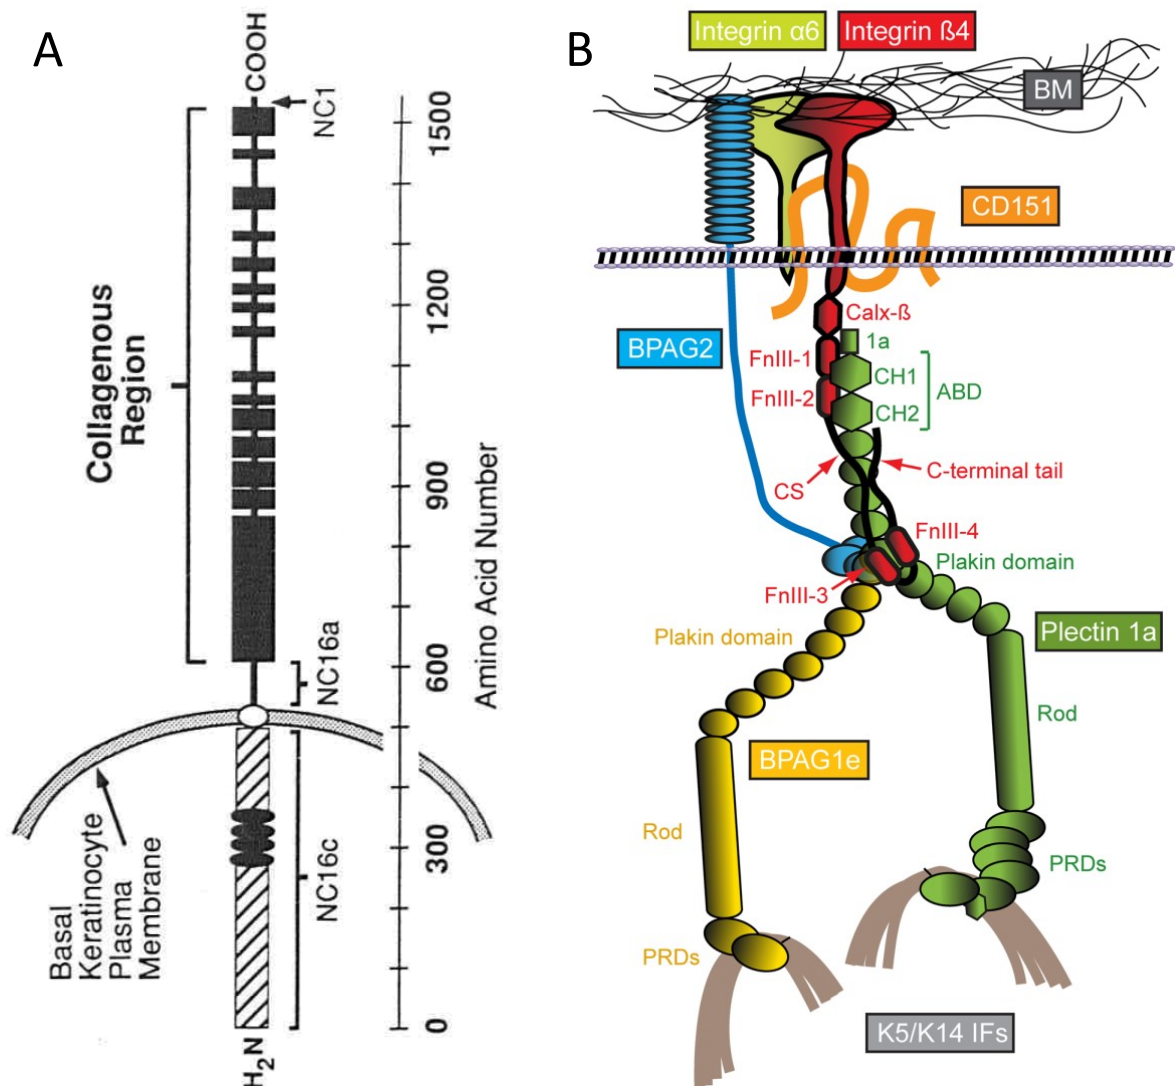 A
COOH
NC1
Collagenous
Region
NC16a
Basal
Keratinocyte
Plasma
Membrane
NC16c
H₂N
1500
1200
900
600
300
0
Amino Acid Number
B
Integrin α6
Integrin ß4
BM
CD151
Calx-ß
1a
BPAG2
FnIII-1
CH1
ABD
FnIII-2
CH2
C-terminal tail
CS
FnIII-4
Plakin domain
FnIII-3
Plakin domain
Plectin 1a
Rod
BPAG1e
Rod
PRDs
PRDs
K5/K14 IFs